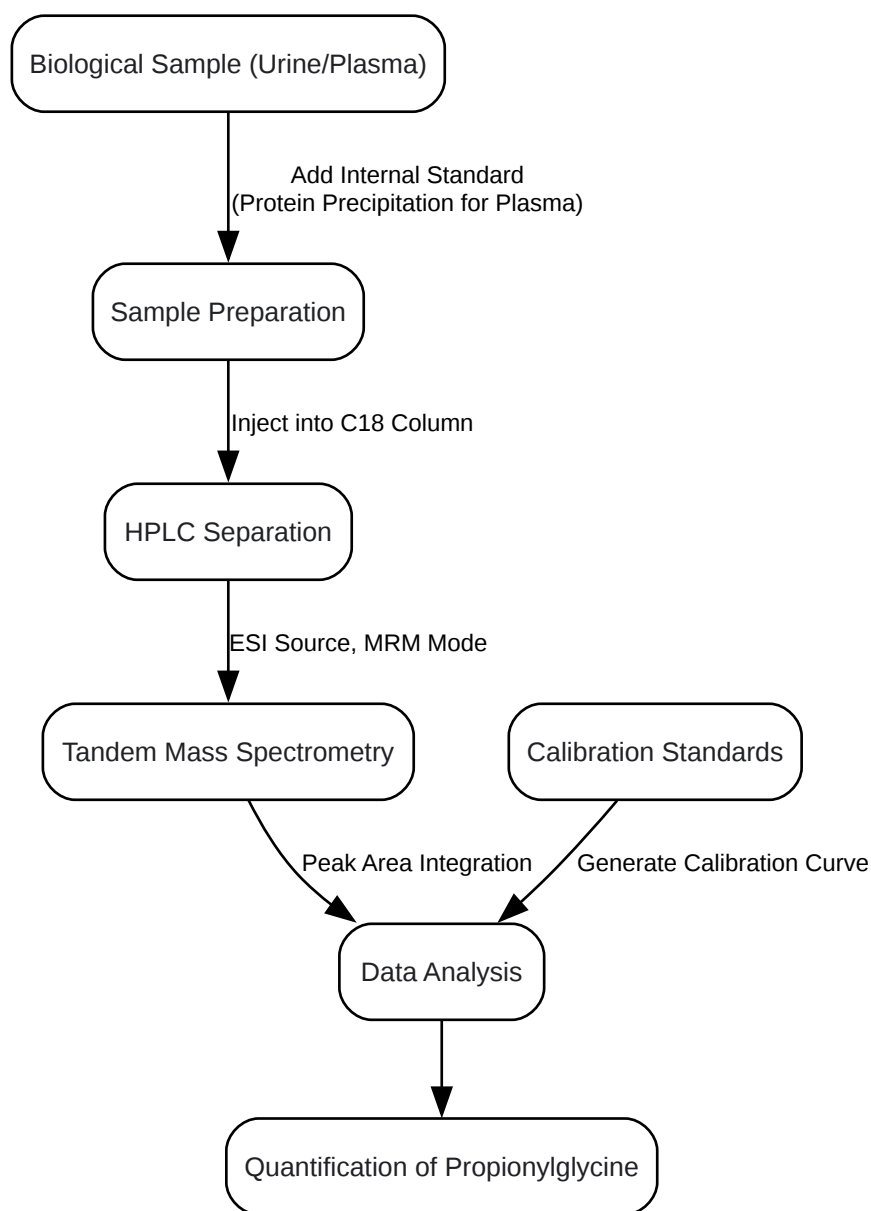 Biological Sample (Urine/Plasma)
Add Internal Standard
(Protein Precipitation for Plasma)
Sample Preparation
Inject into C18 Column
HPLC Separation
ESI Source, MRM Mode
Tandem Mass Spectrometry
Calibration Standards
Peak Area Integration
Generate Calibration Curve
Data Analysis
Quantification of Propionylglycine